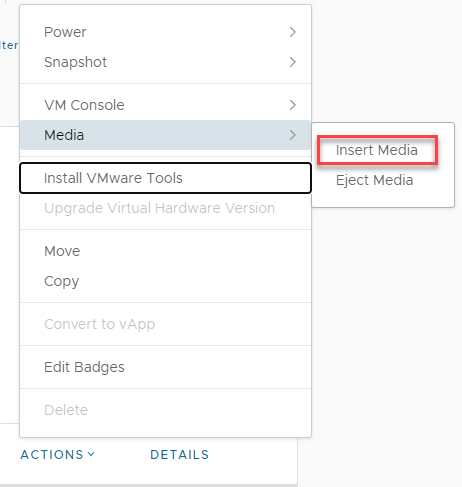 Power
lter
Snapshot
VM Console
Media
Insert Media
Install VMware Tools
Eject Media
Upgrade Virtual Hardware Version
Move
Copy
Convert to vApp
Edit Badges
Delete
ACTIONS DETAILS